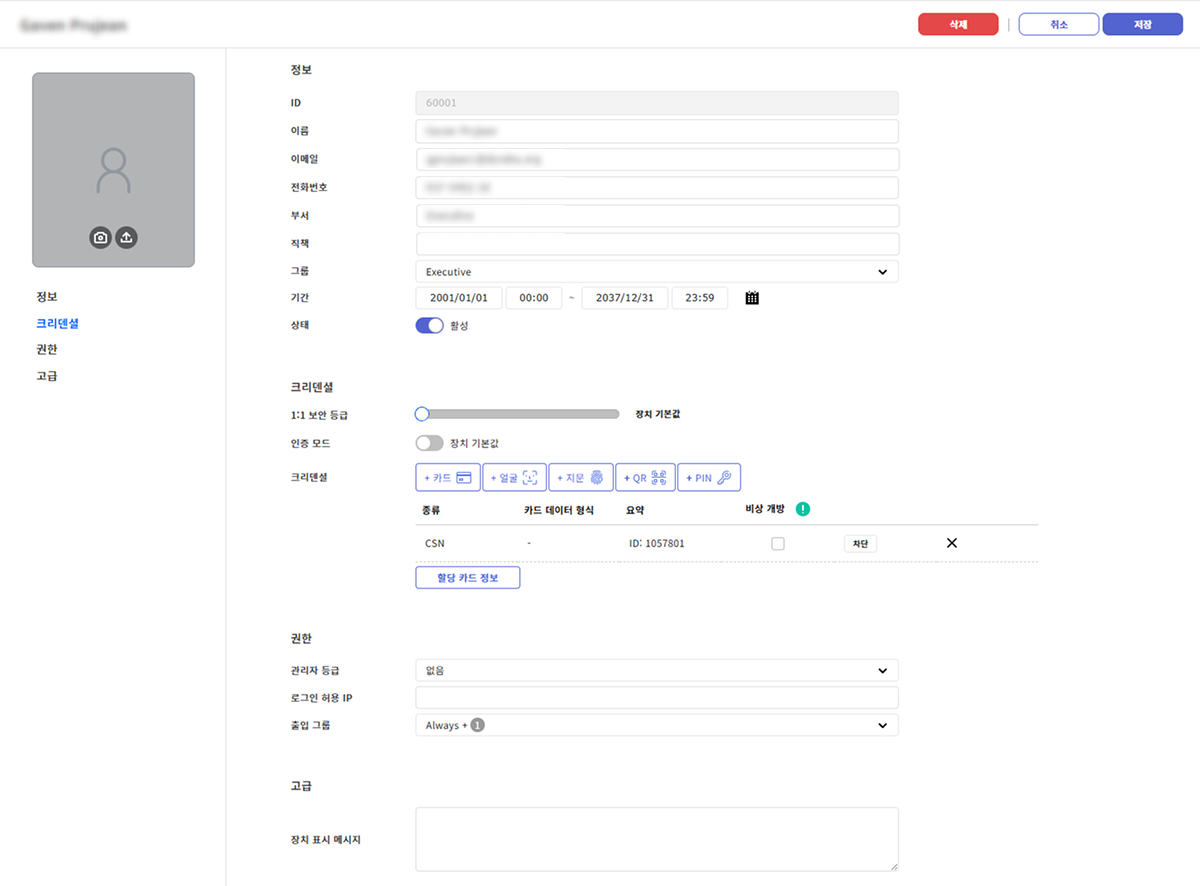 삭제 취소 저장
정보
크리덴셜
권한
고급
정보
ID 60001
이름
이메일
전화번호
부서
직책
그룹 Executive
기간 2001/01/01 00:00 ~ 2037/12/31 23:59
상태 활성
크리덴셜
1:1 보안 등급 장치 기본값
인증 모드 장치 기본값
크리덴셜 + 카드 + 얼굴 + 지문 + QR + PIN
종류 카드 데이터 형식 요약 비상 개방 !
CSN - ID: 1057801 차단
할당 카드 정보
권한
관리자 등급 없음
로그인 허용 IP
출입 그룹 Always + 1
고급
장치 표시 메시지